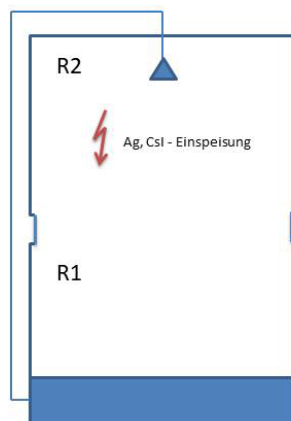 R2
Ag, CsI - Einspeisung
R1